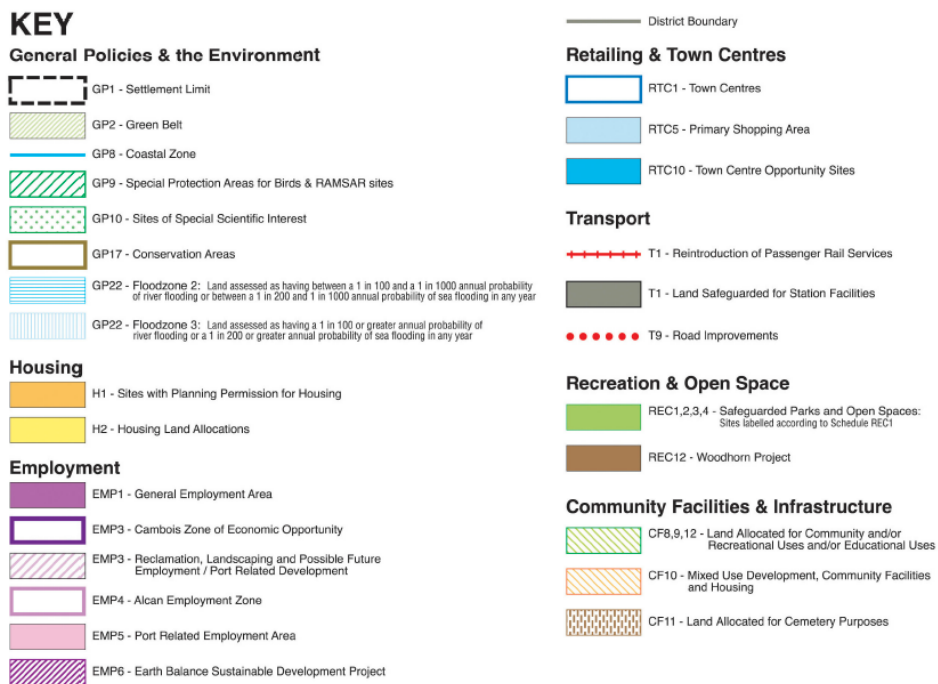 KEY
General Policies & the Environment
GP1 - Settlement Limit
GP2 - Green Belt
GP8 - Coastal Zone
GP9 - Special Protection Areas for Birds & RAMSAR sites
GP10 - Sites of Special Scientific Interest
GP17 - Conservation Areas
GP22 - Floodzone 2: Land assessed as having between a 1 in 100 and a 1 in 1000 annual probability
of river flooding or between a 1 in 200 and 1 in 1000 annual probability of sea flooding in any year
GP22 - Floodzone 3: Land assessed as having a 1 in 100 or greater annual probability of
river flooding or a 1 in 200 or greater annual probability of sea flooding in any year
Housing
H1 - Sites with Planning Permission for Housing
H2 - Housing Land Allocations
Employment
EMP1 - General Employment Area
EMP3 - Cambois Zone of Economic Opportunity
EMP3 - Reclamation, Landscaping and Possible Future
Employment / Port Related Development
EMP4 - Alcan Employment Zone
EMP5 - Port Related Employment Area
EMP6 - Earth Balance Sustainable Development Project
District Boundary
Retailing & Town Centres
RTC1 - Town Centres
RTC5 - Primary Shopping Area
RTC10 - Town Centre Opportunity Sites
Transport
T1 - Reintroduction of Passenger Rail Services
T1 - Land Safeguarded for Station Facilities
T9 - Road Improvements
Recreation & Open Space
REC1,2,3,4 - Safeguarded Parks and Open Spaces:
Sites labelled according to Schedule REC1
REC12 - Woodhorn Project
Community Facilities & Infrastructure
CF8,9,12 - Land Allocated for Community and/or
Recreational Uses and/or Educational Uses
CF10 - Mixed Use Development, Community Facilities
and Housing
CF11 - Land Allocated for Cemetery Purposes